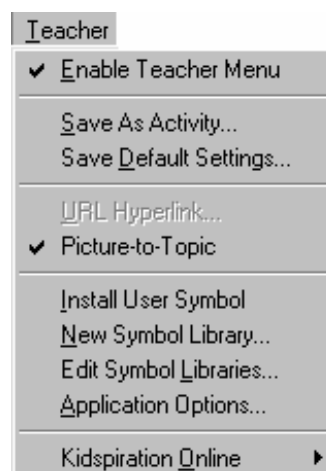 Teacher
Enable Teacher Menu
Save As Activity...
Save Default Settings...
URL Hyperlink...
Picture-to-Topic
Install User Symbol
New Symbol Library...
Edit Symbol Libraries...
Application Options...
Kidspiration Online